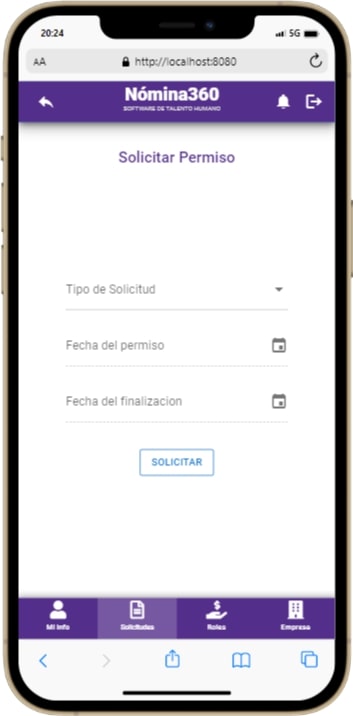 20:24
5G
AA
http://localhost:8080
Nómina360
SOFTWARE DE TALENTO HUMANO
Solicitar Permiso
Tipo de Solicitud
Fecha del permiso
Fecha del finalizacion
SOLICITAR
Mi Info
Solicitudes
Roles
Empresa